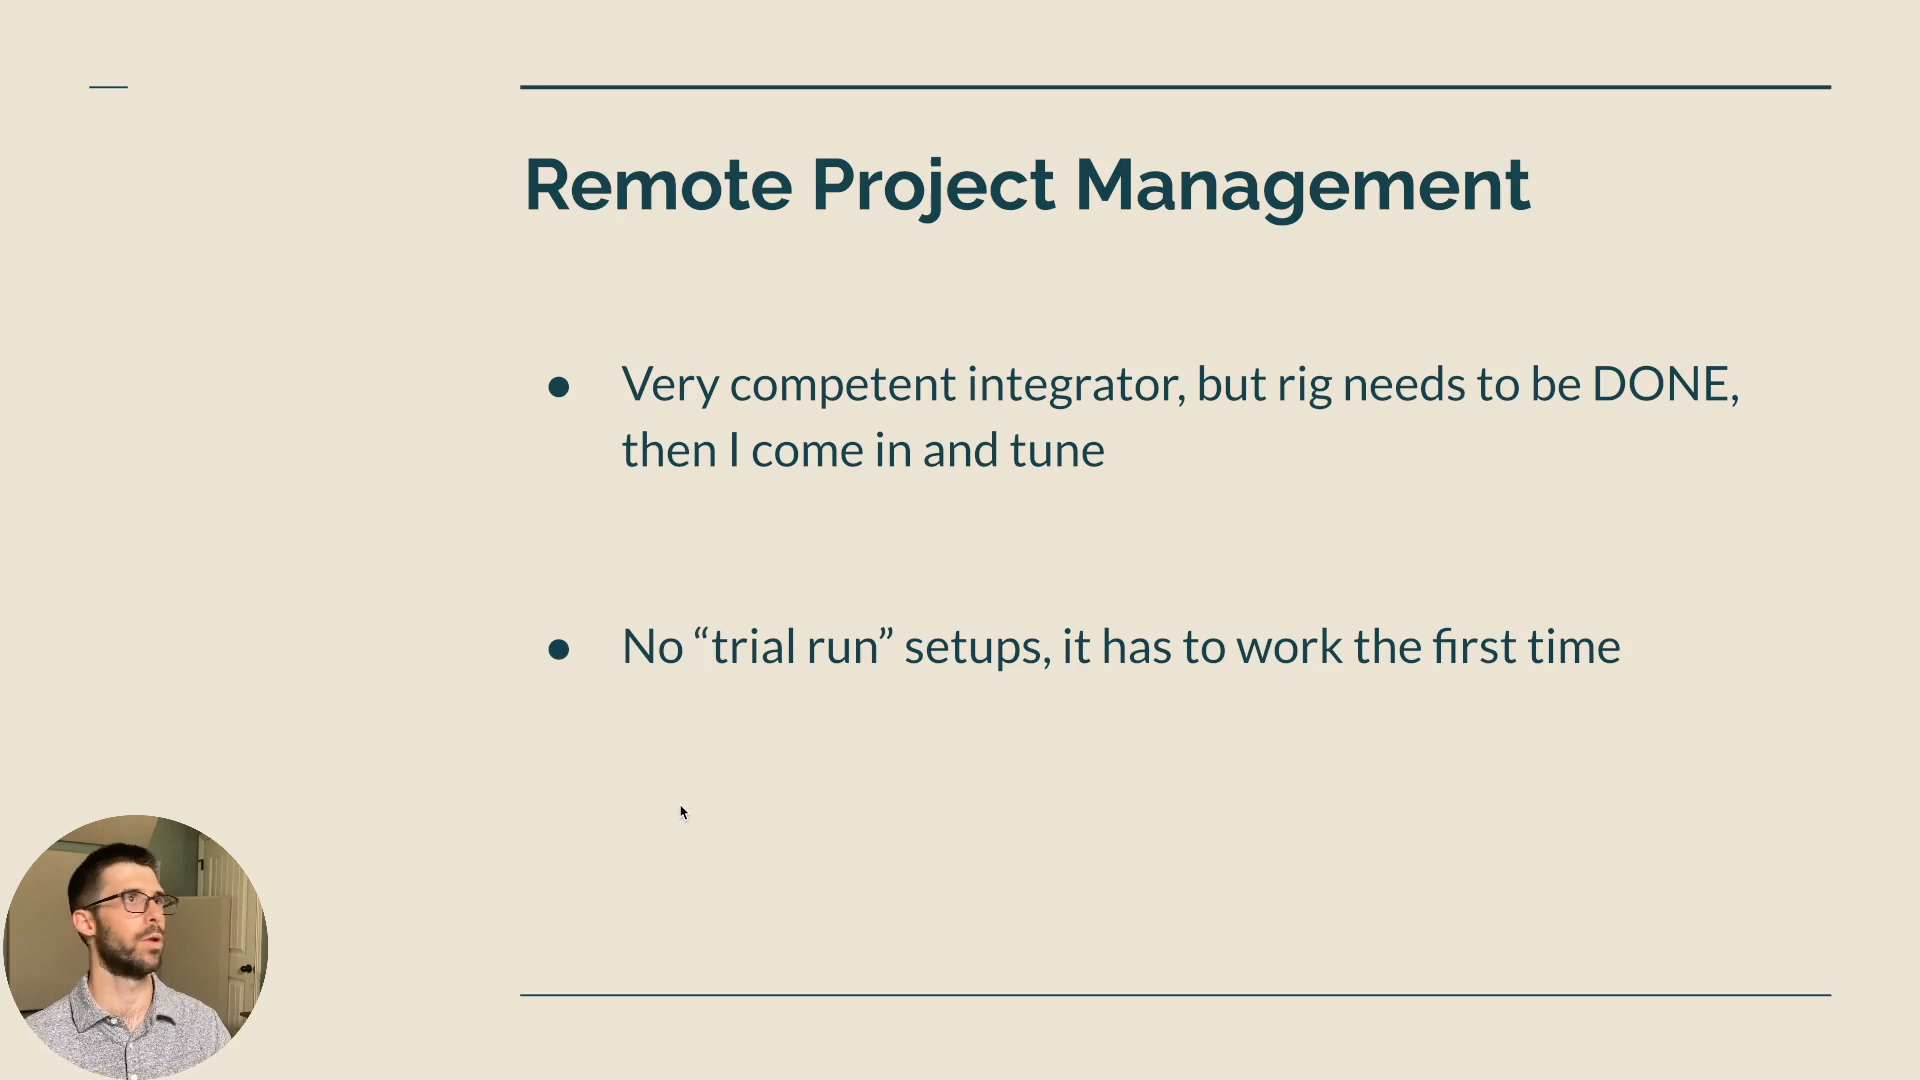 Remote Project Management
● Very competent integrator, but rig needs to be DONE,
then I come in and tune
● No “trial run” setups, it has to work the first time